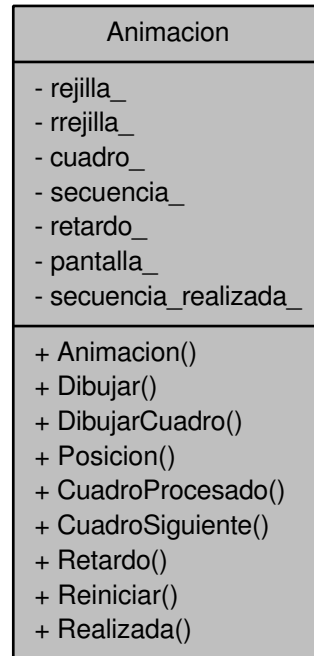 Animacion
- rejilla_
- rrejilla_
- cuadro_
- secuencia_
- retardo_
- pantalla_
- secuencia_realizada_
+ Animacion()
+ Dibujar()
+ DibujarCuadro()
+ Posicion()
+ CuadroProcesado()
+ CuadroSiguiente()
+ Retardo()
+ Reiniciar()
+ Realizada()